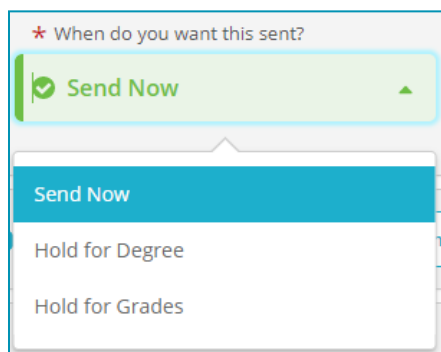 * When do you want this sent?
Send Now
Send Now
Hold for Degree
Hold for Grades